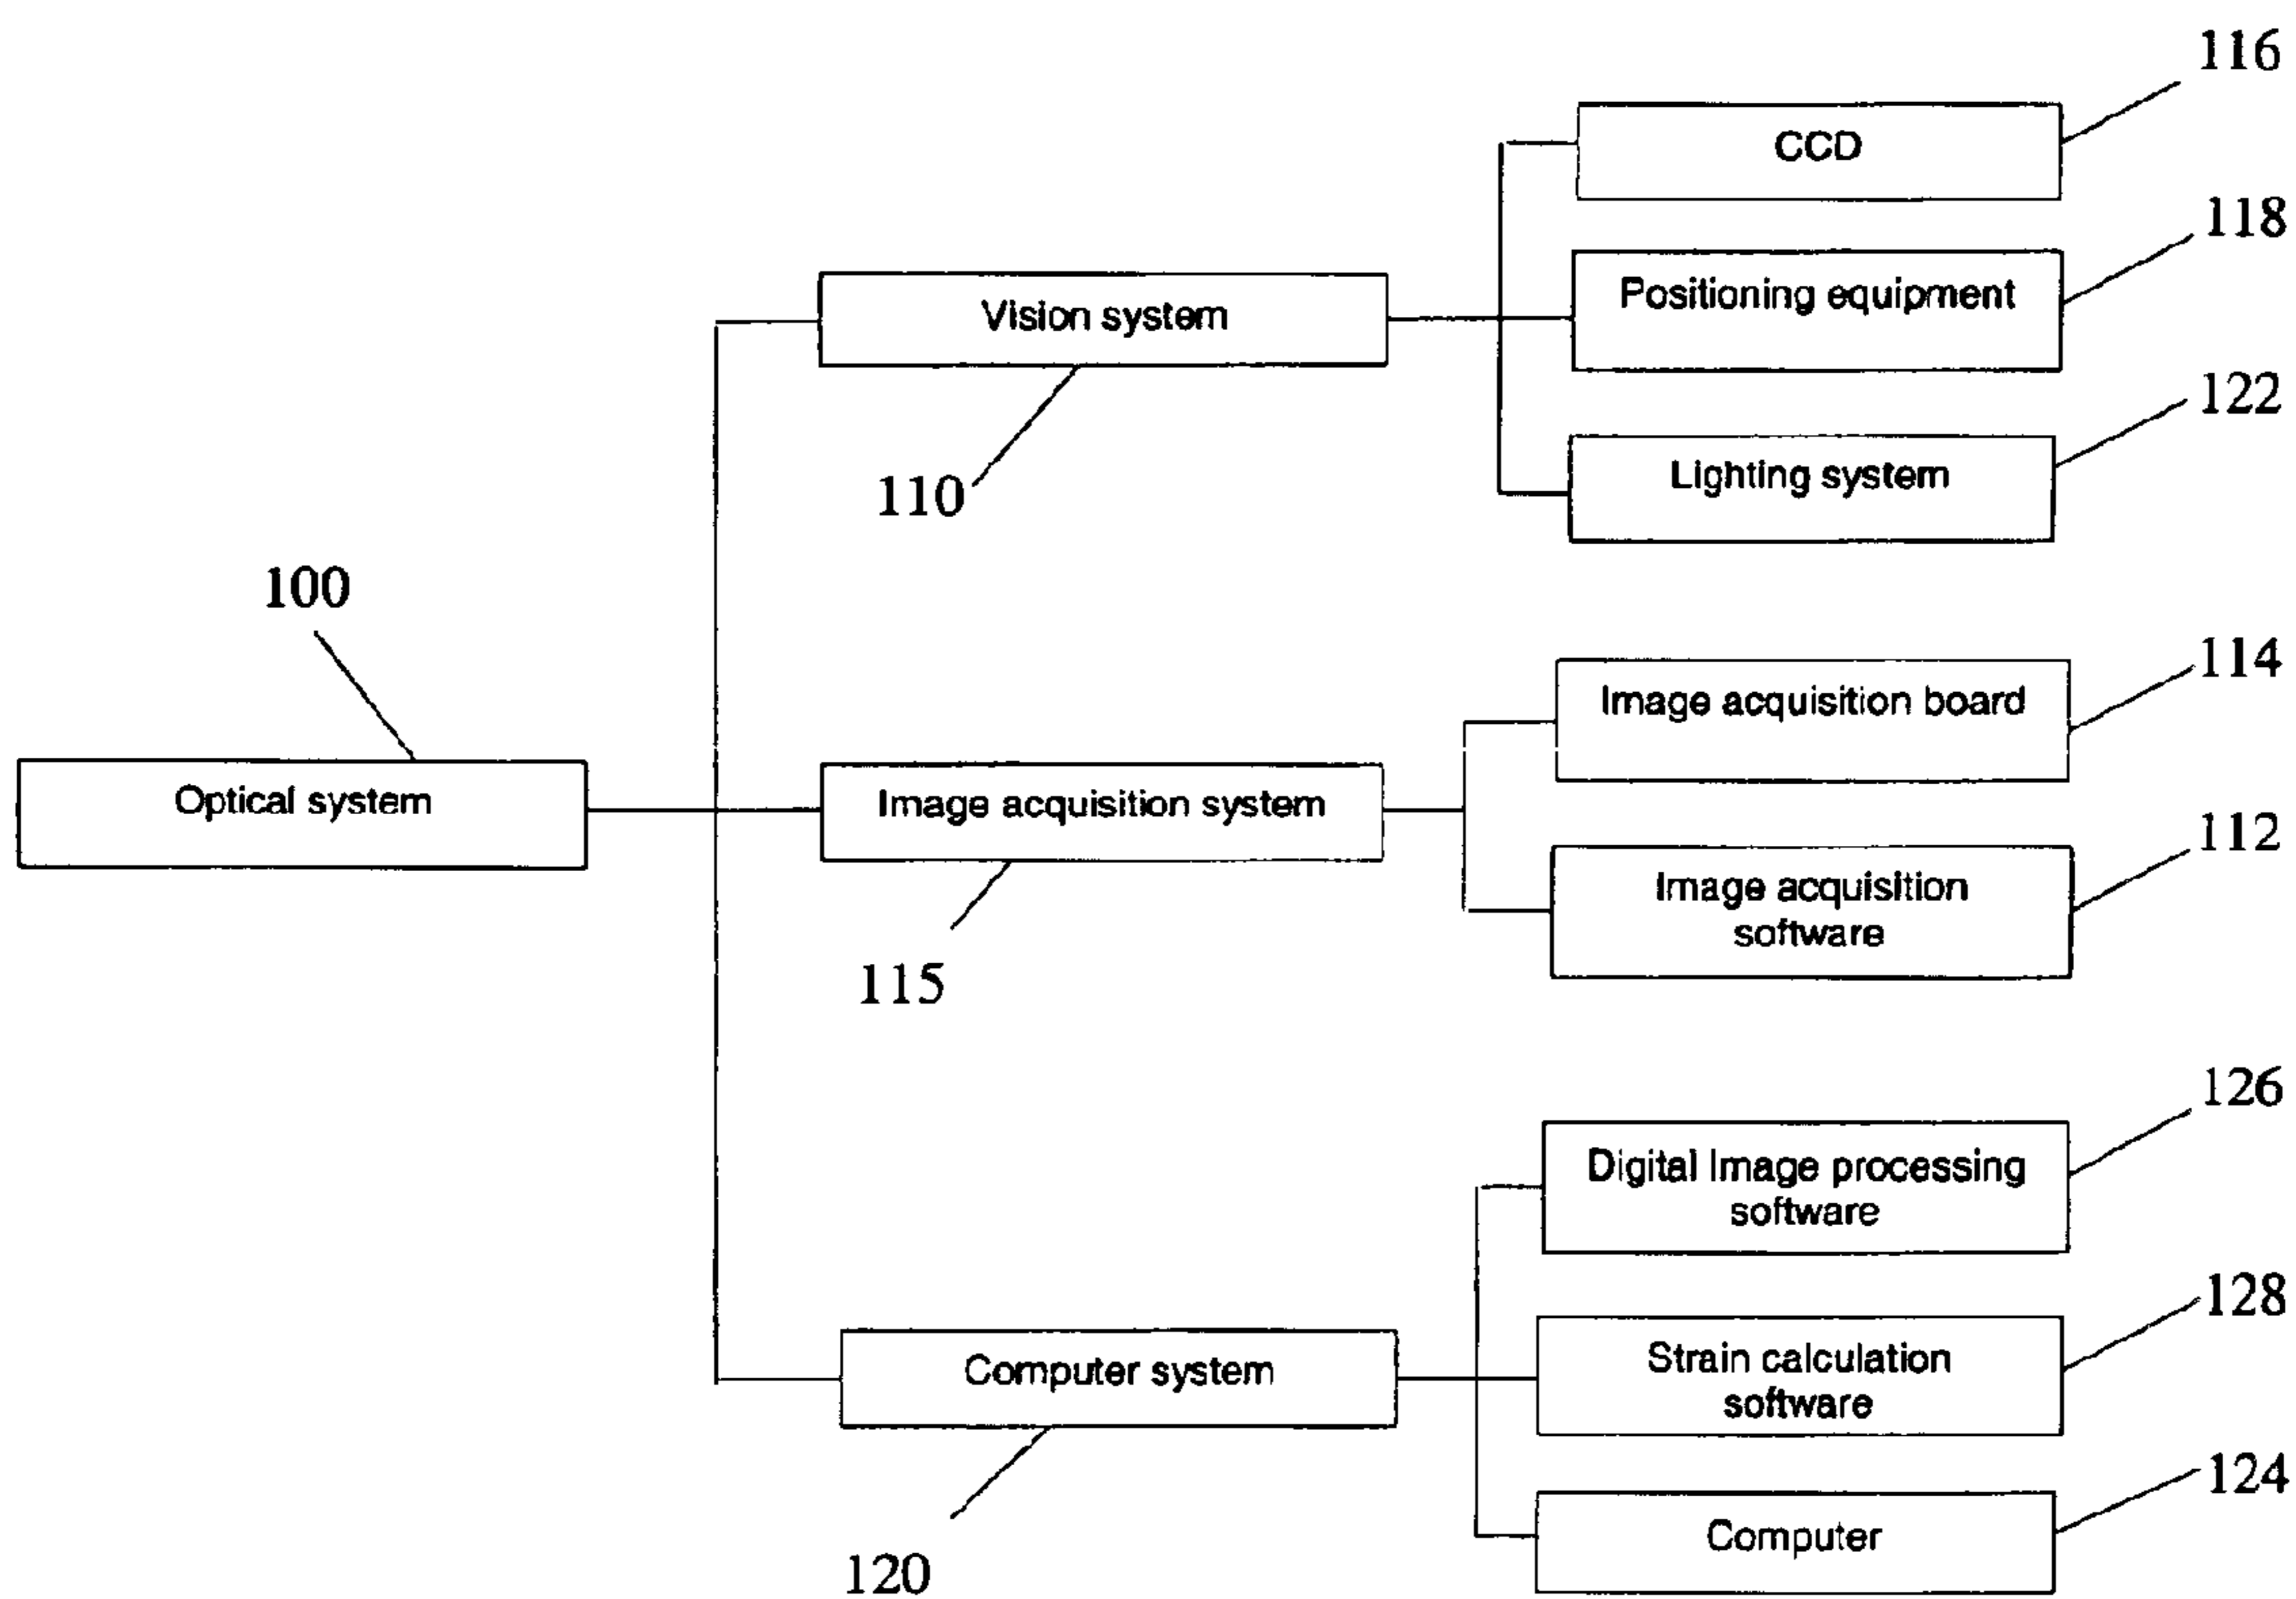 116
CCD
118
Positioning equipment
Vision system
122
Lighting system
110
100
114
Image acquisition board
Optical system
Image acquisition system
112
Image acquisition
software
115
126
Digital Image processing
software
128
Strain calculation
software
Computer system
124
Computer
120